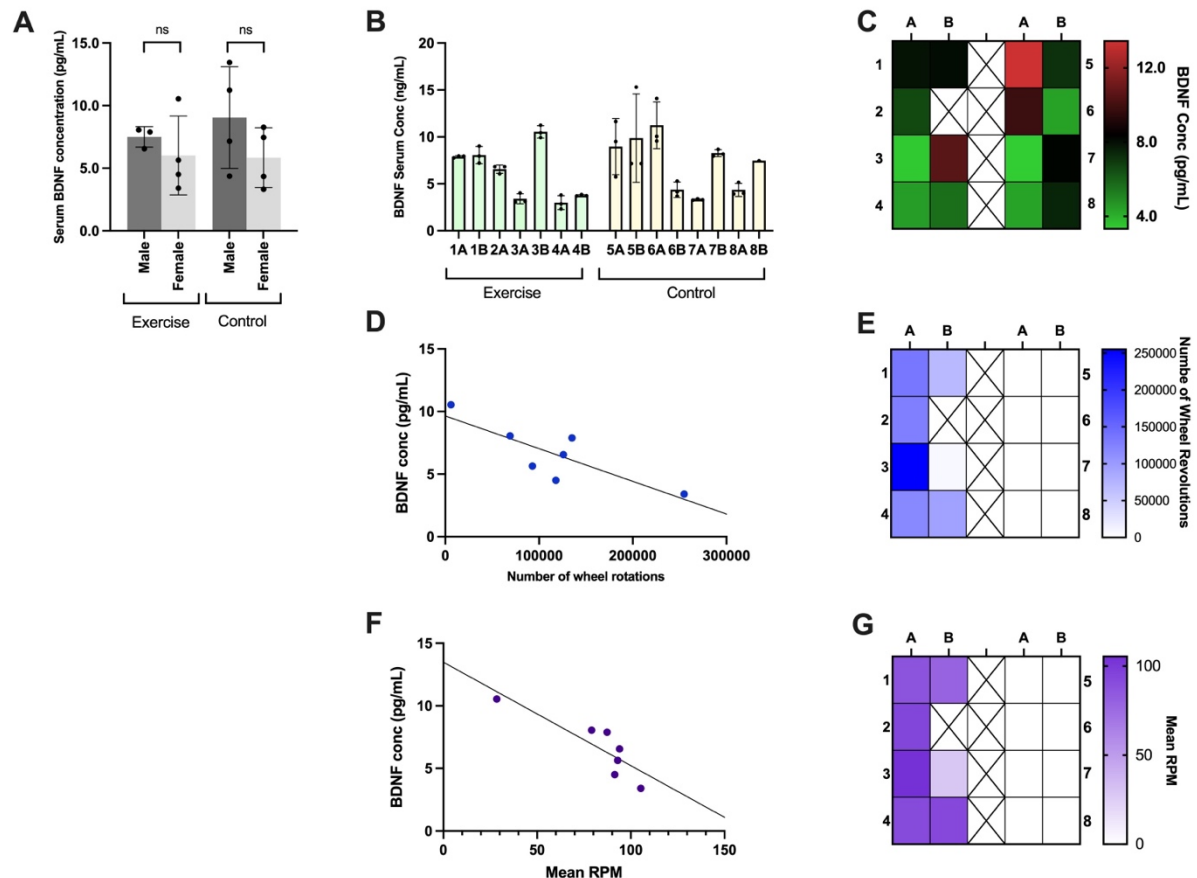 A
ns
ns
Serum BDNF concentration (pg/mL)
15.0
10.0
5.0
0.0
Male
Female
Male
Female
Exercise
Control
B
BDNF Serum Conc (ng/mL)
20
15
10
5
0
1A 1B 2A 3A 3B 4A 4B
5A 5B 6A 6B 7A 7B 8A 8B
Exercise
Control
C
A B A B
1 5
2 6
3 7
4 8
12.0
8.0
4.0
BDNF Conc (pg/mL)
D
BDNF conc (pg/mL)
15
10
5
0
0 100000 200000 300000
Number of wheel rotations
E
A B A B
1 5
2 6
3 7
4 8
250000
200000
150000
100000
50000
0
Numbe of Wheel Revolutions
F
BDNF conc (pg/mL)
15
10
5
0
0 50 100 150
Mean RPM
G
A B A B
1 5
2 6
3 7
4 8
100
50
0
Mean RPM